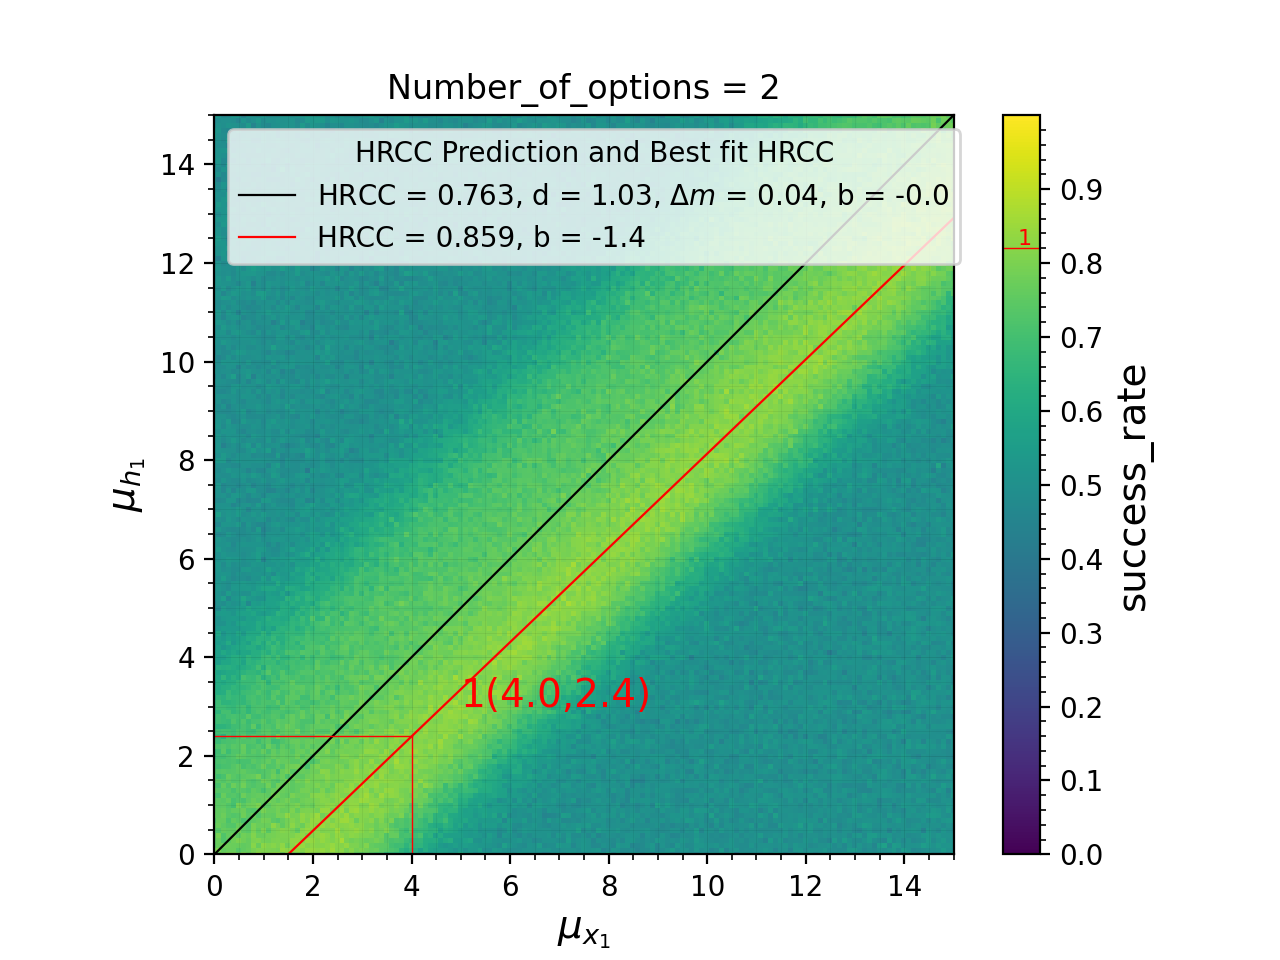 Number_of_options = 2
HRCC Prediction and Best fit HRCC
HRCC = 0.763, d = 1.03, Δm = 0.04, b = -0.0
HRCC = 0.859, b = -1.4
1(4.0,2.4)
μh1
14
12
10
8
6
4
2
0
0 2 4 6 8 10 12 14
μx1
1
0.9
0.8
0.7
0.6
0.5
0.4
0.3
0.2
0.1
0.0
success_rate